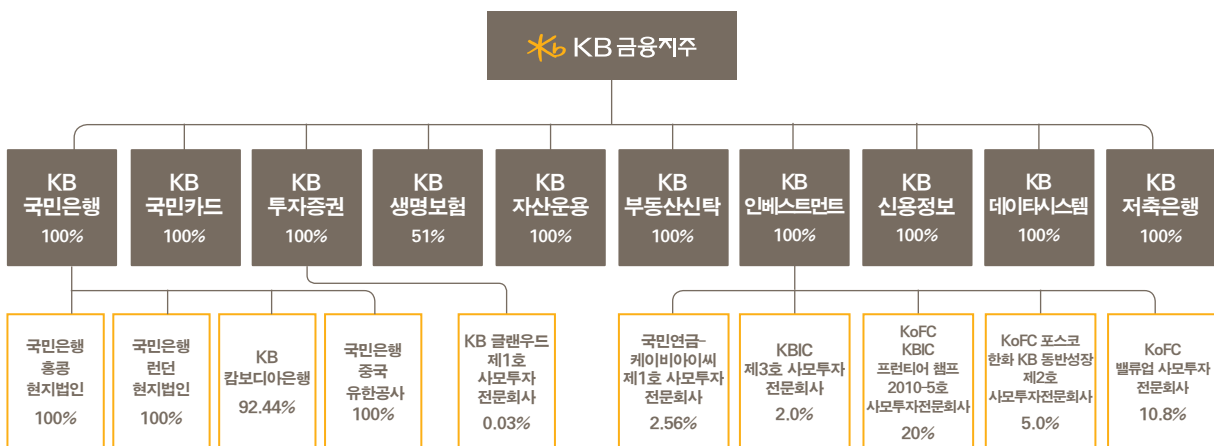 Kb KB 금융지주
KB
국민은행
100%
KB
국민카드
100%
KB
투자증권
100%
KB
생명보험
51%
KB
자산운용
100%
KB
부동산신탁
100%
KB
인베스트먼트
100%
KB
신용정보
100%
KB
데이타시스템
100%
KB
저축은행
100%
국민은행
홍콩
현지법인
100%
국민은행
런던
현지법인
100%
KB
캄보디아은행
92.44%
국민은행
중국
유한공사
100%
KB 글랜우드
제1호
사모투자
전문회사
0.03%
국민연금-
케이비아이씨
제1호 사모투자
전문회사
2.56%
KBIC
제3호 사모투자
전문회사
2.0%
KoFC
KBIC
프런티어 챔프
2010-5호
사모투자전문회사
20%
KoFC 포스코
한화 KB 동반성장
제2호
사모투자전문회사
5.0%
KoFC
밸류업 사모투자
전문회사
10.8%